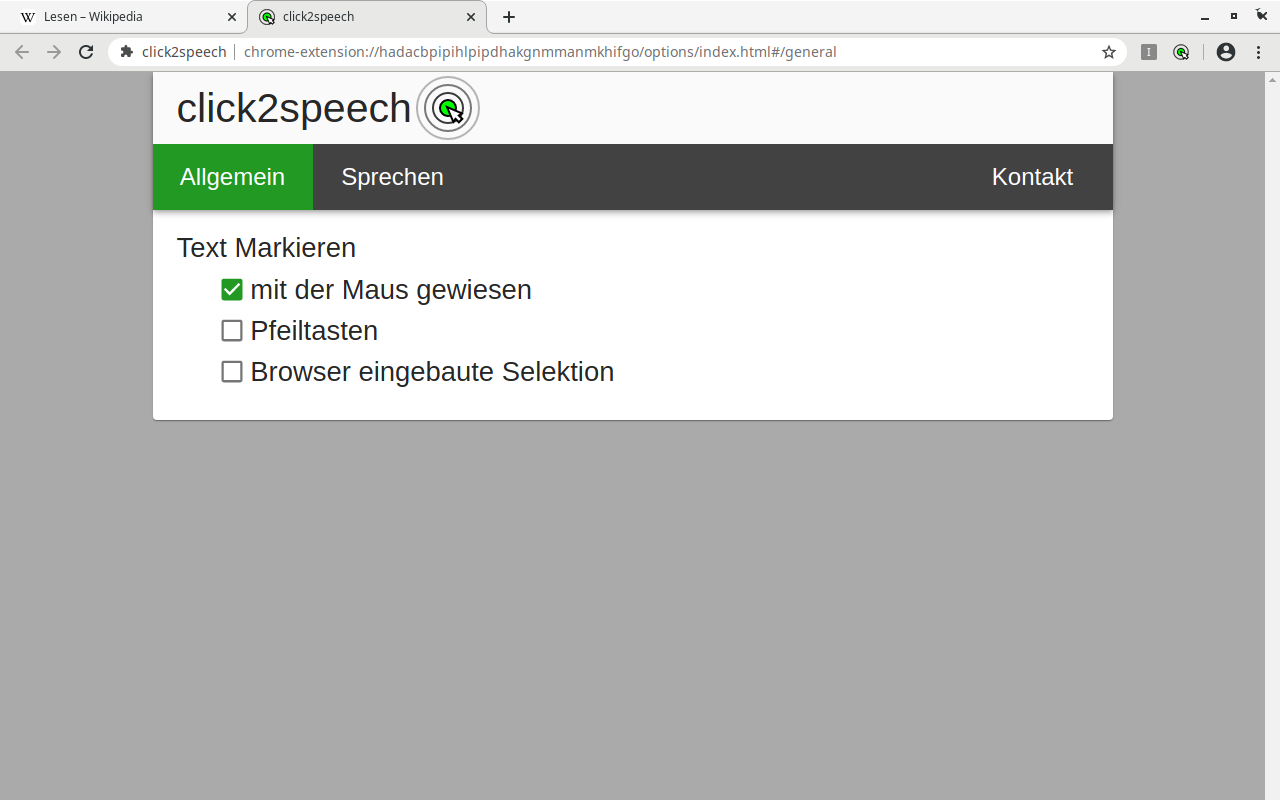 Lesen – Wikipedia
click2speech
click2speech
chrome-extension://hadacbpipihlpipdhakgnmmanmkhifgo/options/index.html#/general
click2speech
Allgemein
Sprechen
Kontakt
Text Markieren
mit der Maus gewiesen
Pfeiltasten
Browser eingebaute Selektion